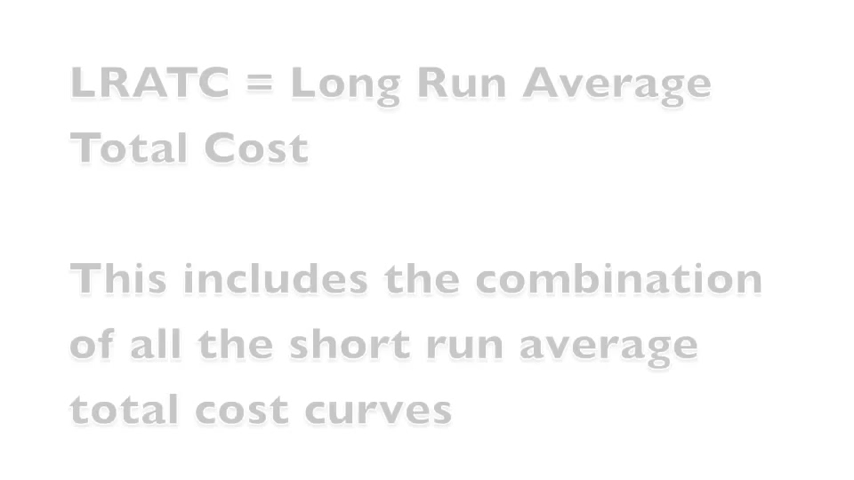 LRATC = Long Run Average
Total Cost
This includes the combination
of all the short run average
total cost curves